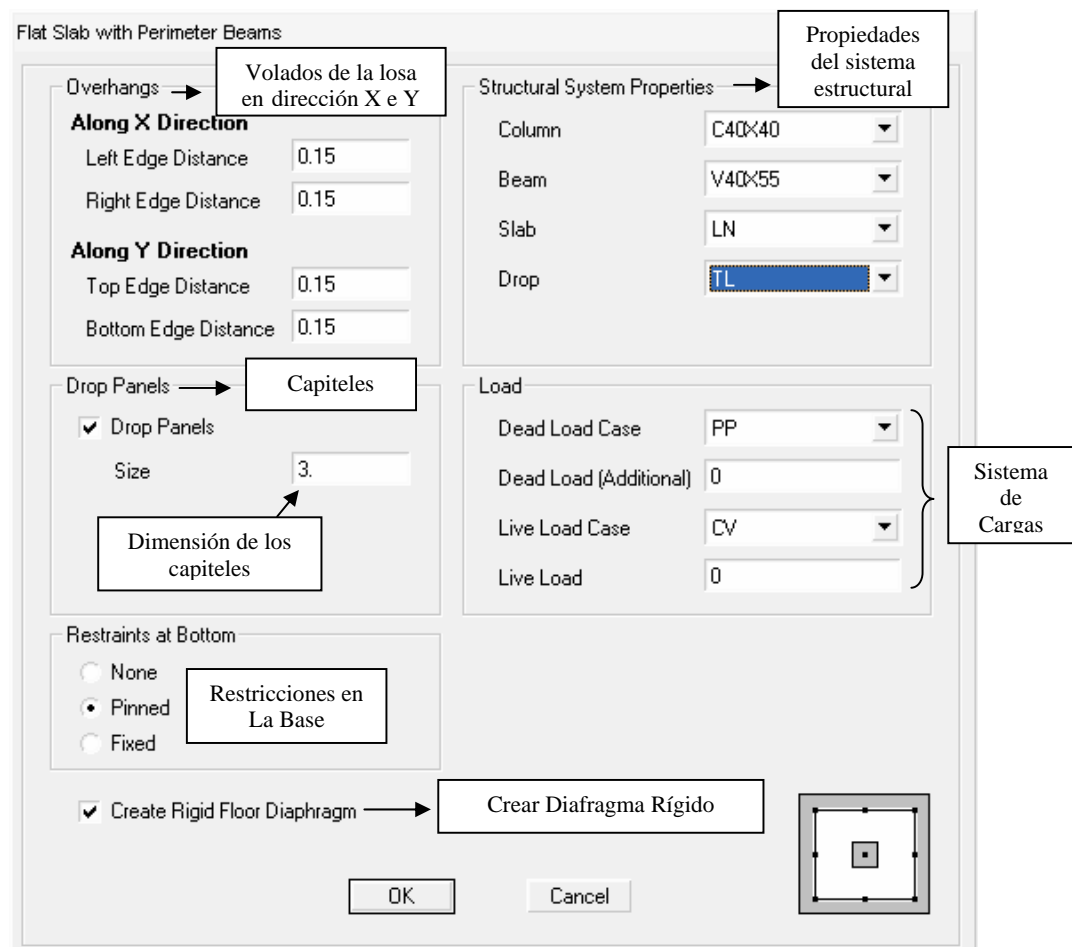 Flat Slab with Perimeter Beams
Overhangs
Volados de la losa
en dirección X e Y
Along X Direction
Left Edge Distance 0.15
Right Edge Distance 0.15
Along Y Direction
Top Edge Distance 0.15
Bottom Edge Distance 0.15
Structural System Properties
Propiedades
del sistema
estructural
Column C40X40
Beam V40X55
Slab LN
Drop TL
Drop Panels
Capiteles
Drop Panels
Size 3.
Dimensión de los
capiteles
Load
Dead Load Case PP
Dead Load (Additional) 0
Live Load Case CV
Live Load 0
Sistema
de
Cargas
Restraints at Bottom
None
Pinned
Fixed
Restricciones en
La Base
Create Rigid Floor Diaphragm
Crear Diafragma Rígido
OK Cancel